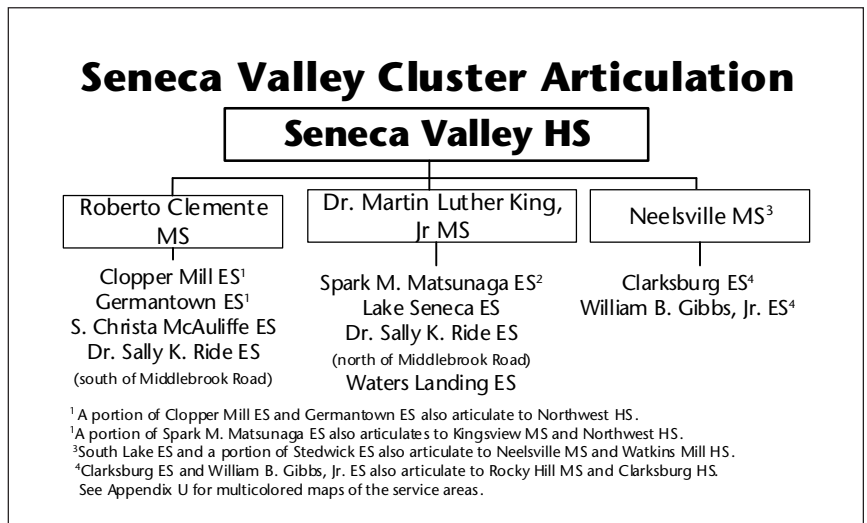 Seneca Valley Cluster Articulation
Seneca Valley HS
Roberto Clemente
MS
Dr. Martin Luther King,
Jr MS
Neelsville MS³
Clopper Mill ES¹
Germantown ES¹
S. Christa McAuliffe ES
Dr. Sally K. Ride ES
(south of Middlebrook Road)
Spark M. Matsunaga ES²
Lake Seneca ES
Dr. Sally K. Ride ES
(north of Middlebrook Road)
Waters Landing ES
Clarksburg ES⁴
William B. Gibbs, Jr. ES⁴
¹ A portion of Clopper Mill ES and Germantown ES also articulate to Northwest HS.
¹A portion of Spark M. Matsunaga ES also articulates to Kingsview MS and Northwest HS.
³South Lake ES and a portion of Stedwick ES also articulate to Neelsville MS and Watkins Mill HS.
⁴Clarksburg ES and William B. Gibbs, Jr. ES also articulate to Rocky Hill MS and Clarksburg HS.
See Appendix U for multicolored maps of the service areas.